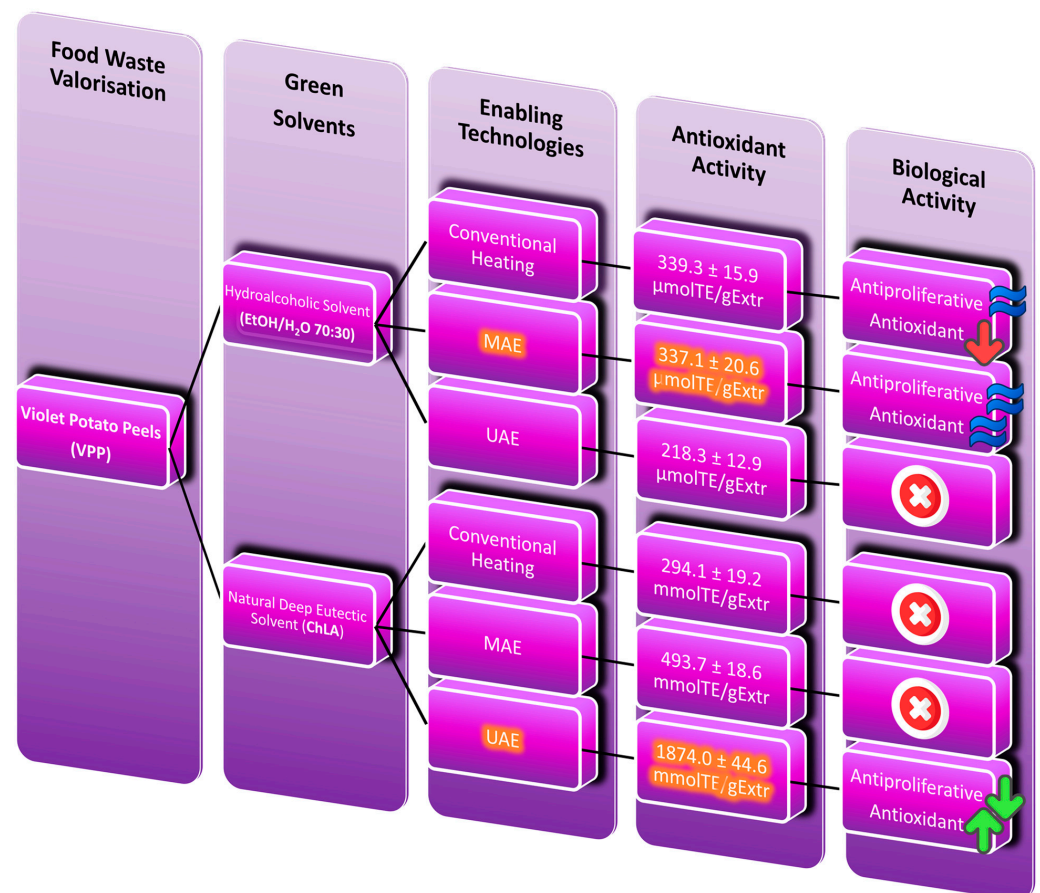 Food Waste
Valorisation
Green
Solvents
Enabling
Technologies
Antioxidant
Activity
Biological
Activity
Violet Potato Peels
(VPP)
Hydroalcoholic Solvent
(EtOH/H₂O 70:30)
Natural Deep Eutectic
Solvent (ChLA)
Conventional
Heating
MAE
UAE
Conventional
Heating
MAE
UAE
339.3 ± 15.9
µmolTE/gExtr
337.1 ± 20.6
µmolTE/gExtr
218.3 ± 12.9
µmolTE/gExtr
294.1 ± 19.2
mmolTE/gExtr
493.7 ± 18.6
mmolTE/gExtr
1874.0 ± 44.6
mmolTE/gExtr
Antiproliferative
Antioxidant
Antiproliferative
Antioxidant
Antiproliferative
Antioxidant